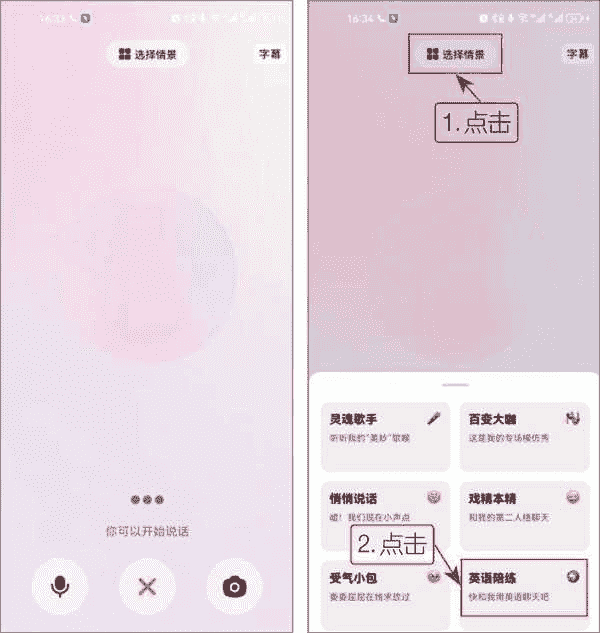 16:33
选择情景
字幕
你可以开始说话
16:34
选择情景
字幕
1.点击
灵魂歌手
听听我的“美妙”歌喉
百变大咖
这是我的专场模仿秀
悄悄说话
嘘！我们现在小声点
戏精本精
和我的第二人格聊天
2.点击
受气小包
委委屈屈在线求放过
英语陪练
快和我用英语聊天吧